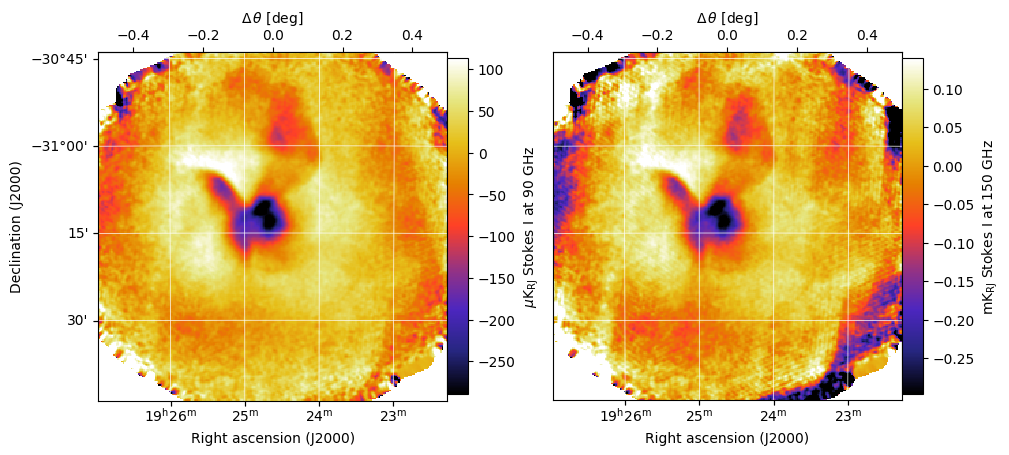 Δ θ [deg]
−0.4 −0.2 0.0 0.2 0.4
−30°45'
−31°00'
15'
30'
Declination (J2000)
19ʰ26ᵐ 25ᵐ 24ᵐ 23ᵐ
Right ascension (J2000)
100
50
0
−50
−100
−150
−200
−250
μK_RJ Stokes I at 90 GHz
Δ θ [deg]
−0.4 −0.2 0.0 0.2 0.4
19ʰ26ᵐ 25ᵐ 24ᵐ 23ᵐ
Right ascension (J2000)
0.10
0.05
0.00
−0.05
−0.10
−0.15
−0.20
−0.25
mK_RJ Stokes I at 150 GHz